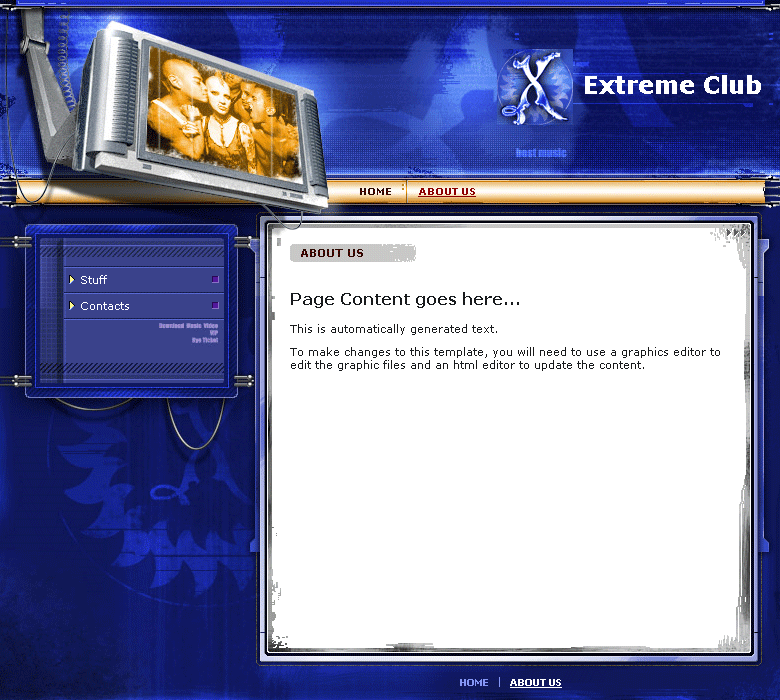 Extreme Club
best music
HOME
ABOUT US
Stuff
Contacts
Download Music Video
VIP
Bye Ticket
ABOUT US
Page Content goes here...
This is automatically generated text.
To make changes to this template, you will need to use a graphics editor to
edit the graphic files and an html editor to update the content.
HOME | ABOUT US